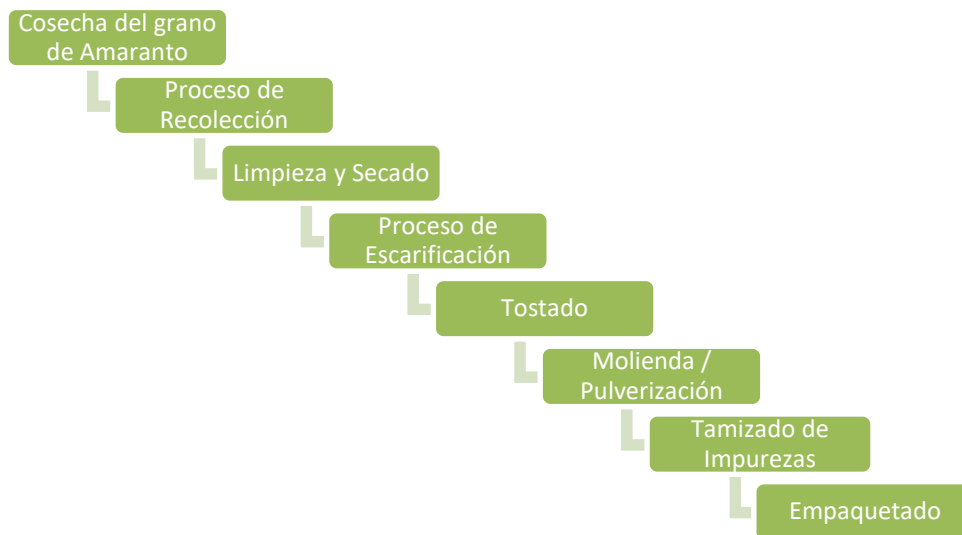 Cosecha del grano
de Amaranto
Proceso de
Recolección
Limpieza y Secado
Proceso de
Escarificación
Tostado
Molienda /
Pulverización
Tamizado de
Impurezas
Empaquetado